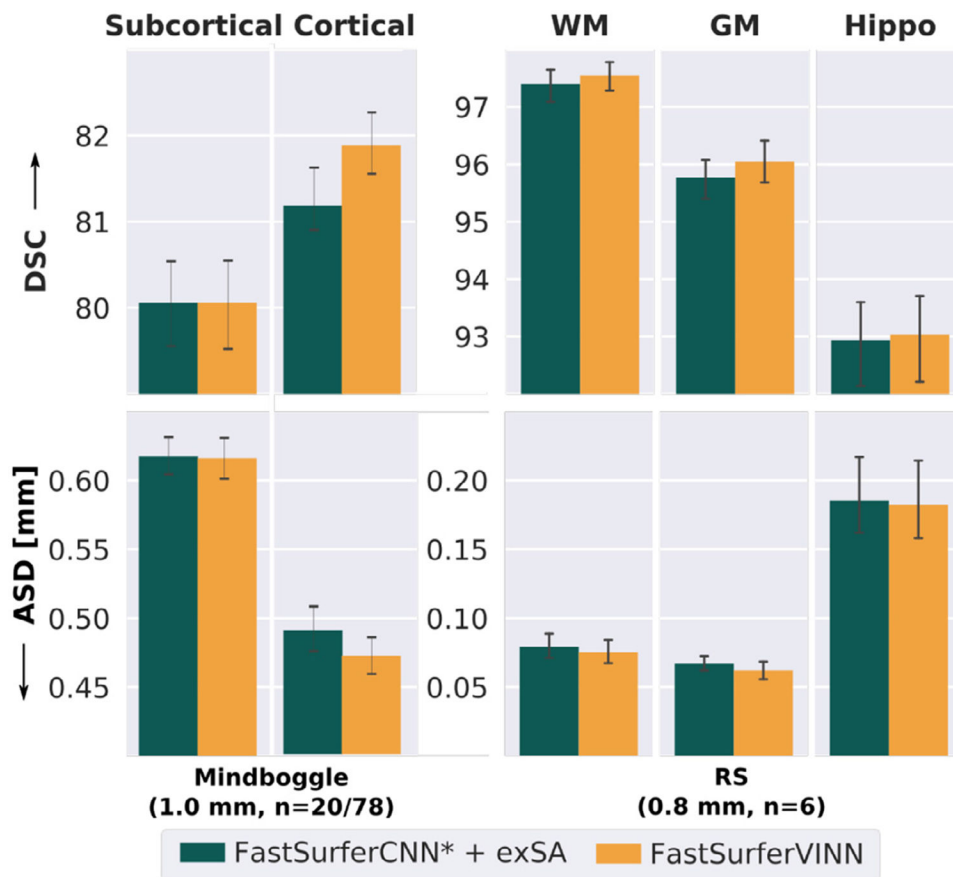 Subcortical Cortical WM GM Hippo
DSC
82
81
80
97
96
95
94
93
ASD [mm]
0.60
0.55
0.50
0.45
0.20
0.15
0.10
0.05
Mindboggle
(1.0 mm, n=20/78)
RS
(0.8 mm, n=6)
FastSurferCNN* + exSA FastSurferVINN